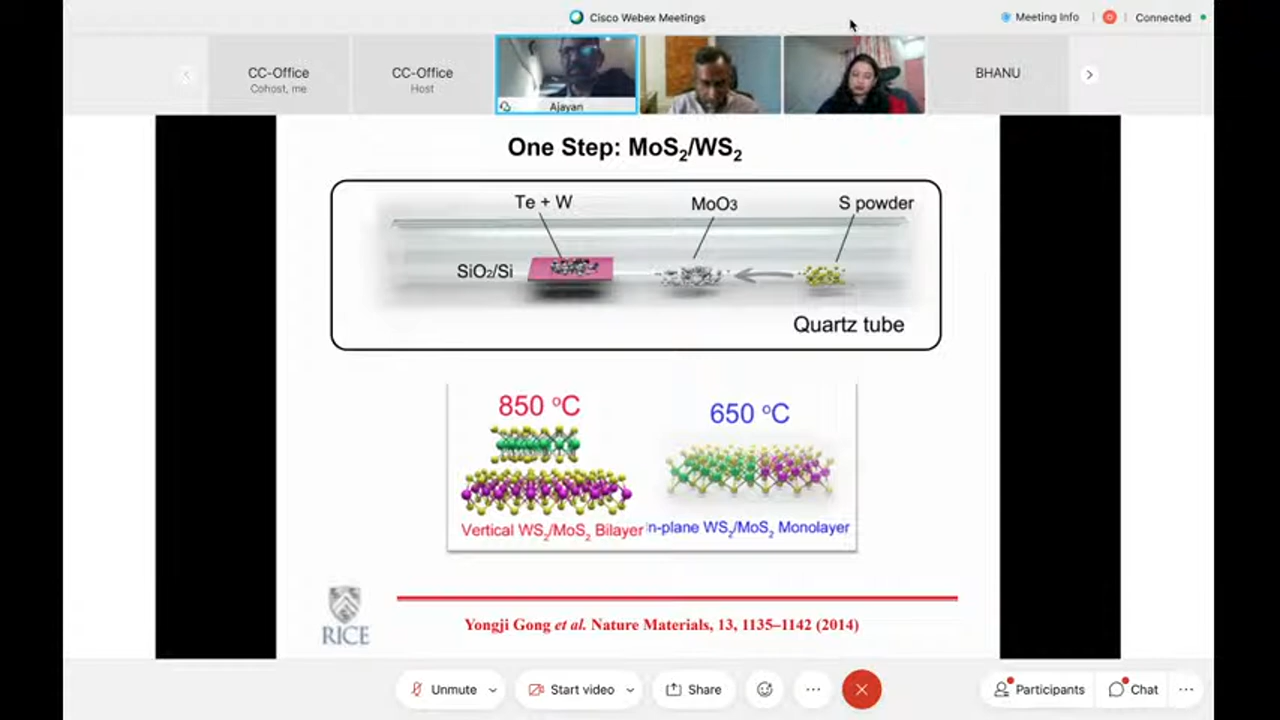 Cisco Webex Meetings
Meeting Info
Connected
CC-Office
Cohost, me
CC-Office
Host
Ajayan
BHANU
One Step: MoS2/WS2
Te + W
MoO3
S powder
SiO2/Si
Quartz tube
850 °C
650 °C
Vertical WS2/MoS2 Bilayer
n-plane WS2/MoS2 Monolayer
RICE
Yongji Gong et al. Nature Materials, 13, 1135–1142 (2014)
Unmute
Start video
Share
Participants
Chat